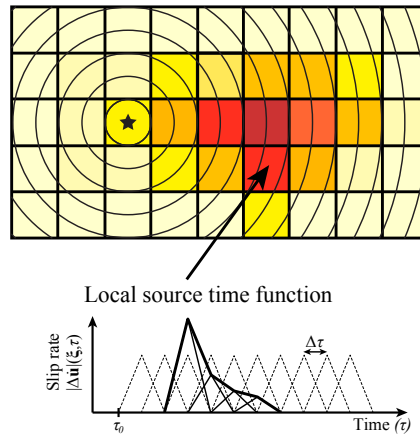 Local source time function
Slip rate
|Δu̇|(ξ,τ)
Δτ
τ₀
Time (τ)